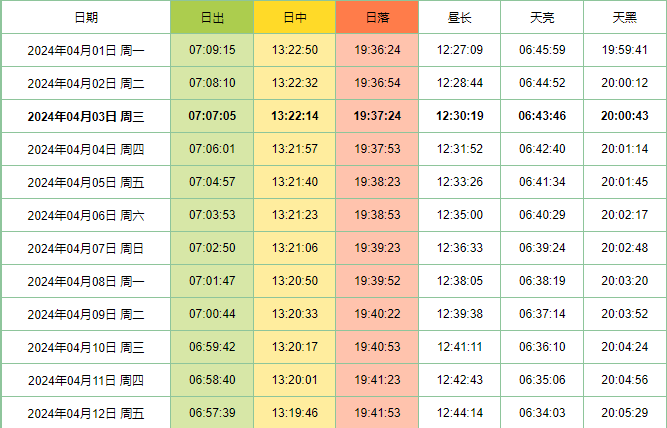 日期 日出 日中 日落 昼长 天亮 天黑
2024年04月01日 周一 07:09:15 13:22:50 19:36:24 12:27:09 06:45:59 19:59:41
2024年04月02日 周二 07:08:10 13:22:32 19:36:54 12:28:44 06:44:52 20:00:12
2024年04月03日 周三 07:07:05 13:22:14 19:37:24 12:30:19 06:43:46 20:00:43
2024年04月04日 周四 07:06:01 13:21:57 19:37:53 12:31:52 06:42:40 20:01:14
2024年04月05日 周五 07:04:57 13:21:40 19:38:23 12:33:26 06:41:34 20:01:45
2024年04月06日 周六 07:03:53 13:21:23 19:38:53 12:35:00 06:40:29 20:02:17
2024年04月07日 周日 07:02:50 13:21:06 19:39:23 12:36:33 06:39:24 20:02:48
2024年04月08日 周一 07:01:47 13:20:50 19:39:52 12:38:05 06:38:19 20:03:20
2024年04月09日 周二 07:00:44 13:20:33 19:40:22 12:39:38 06:37:14 20:03:52
2024年04月10日 周三 06:59:42 13:20:17 19:40:53 12:41:11 06:36:10 20:04:24
2024年04月11日 周四 06:58:40 13:20:01 19:41:23 12:42:43 06:35:06 20:04:56
2024年04月12日 周五 06:57:39 13:19:46 19:41:53 12:44:14 06:34:03 20:05:29